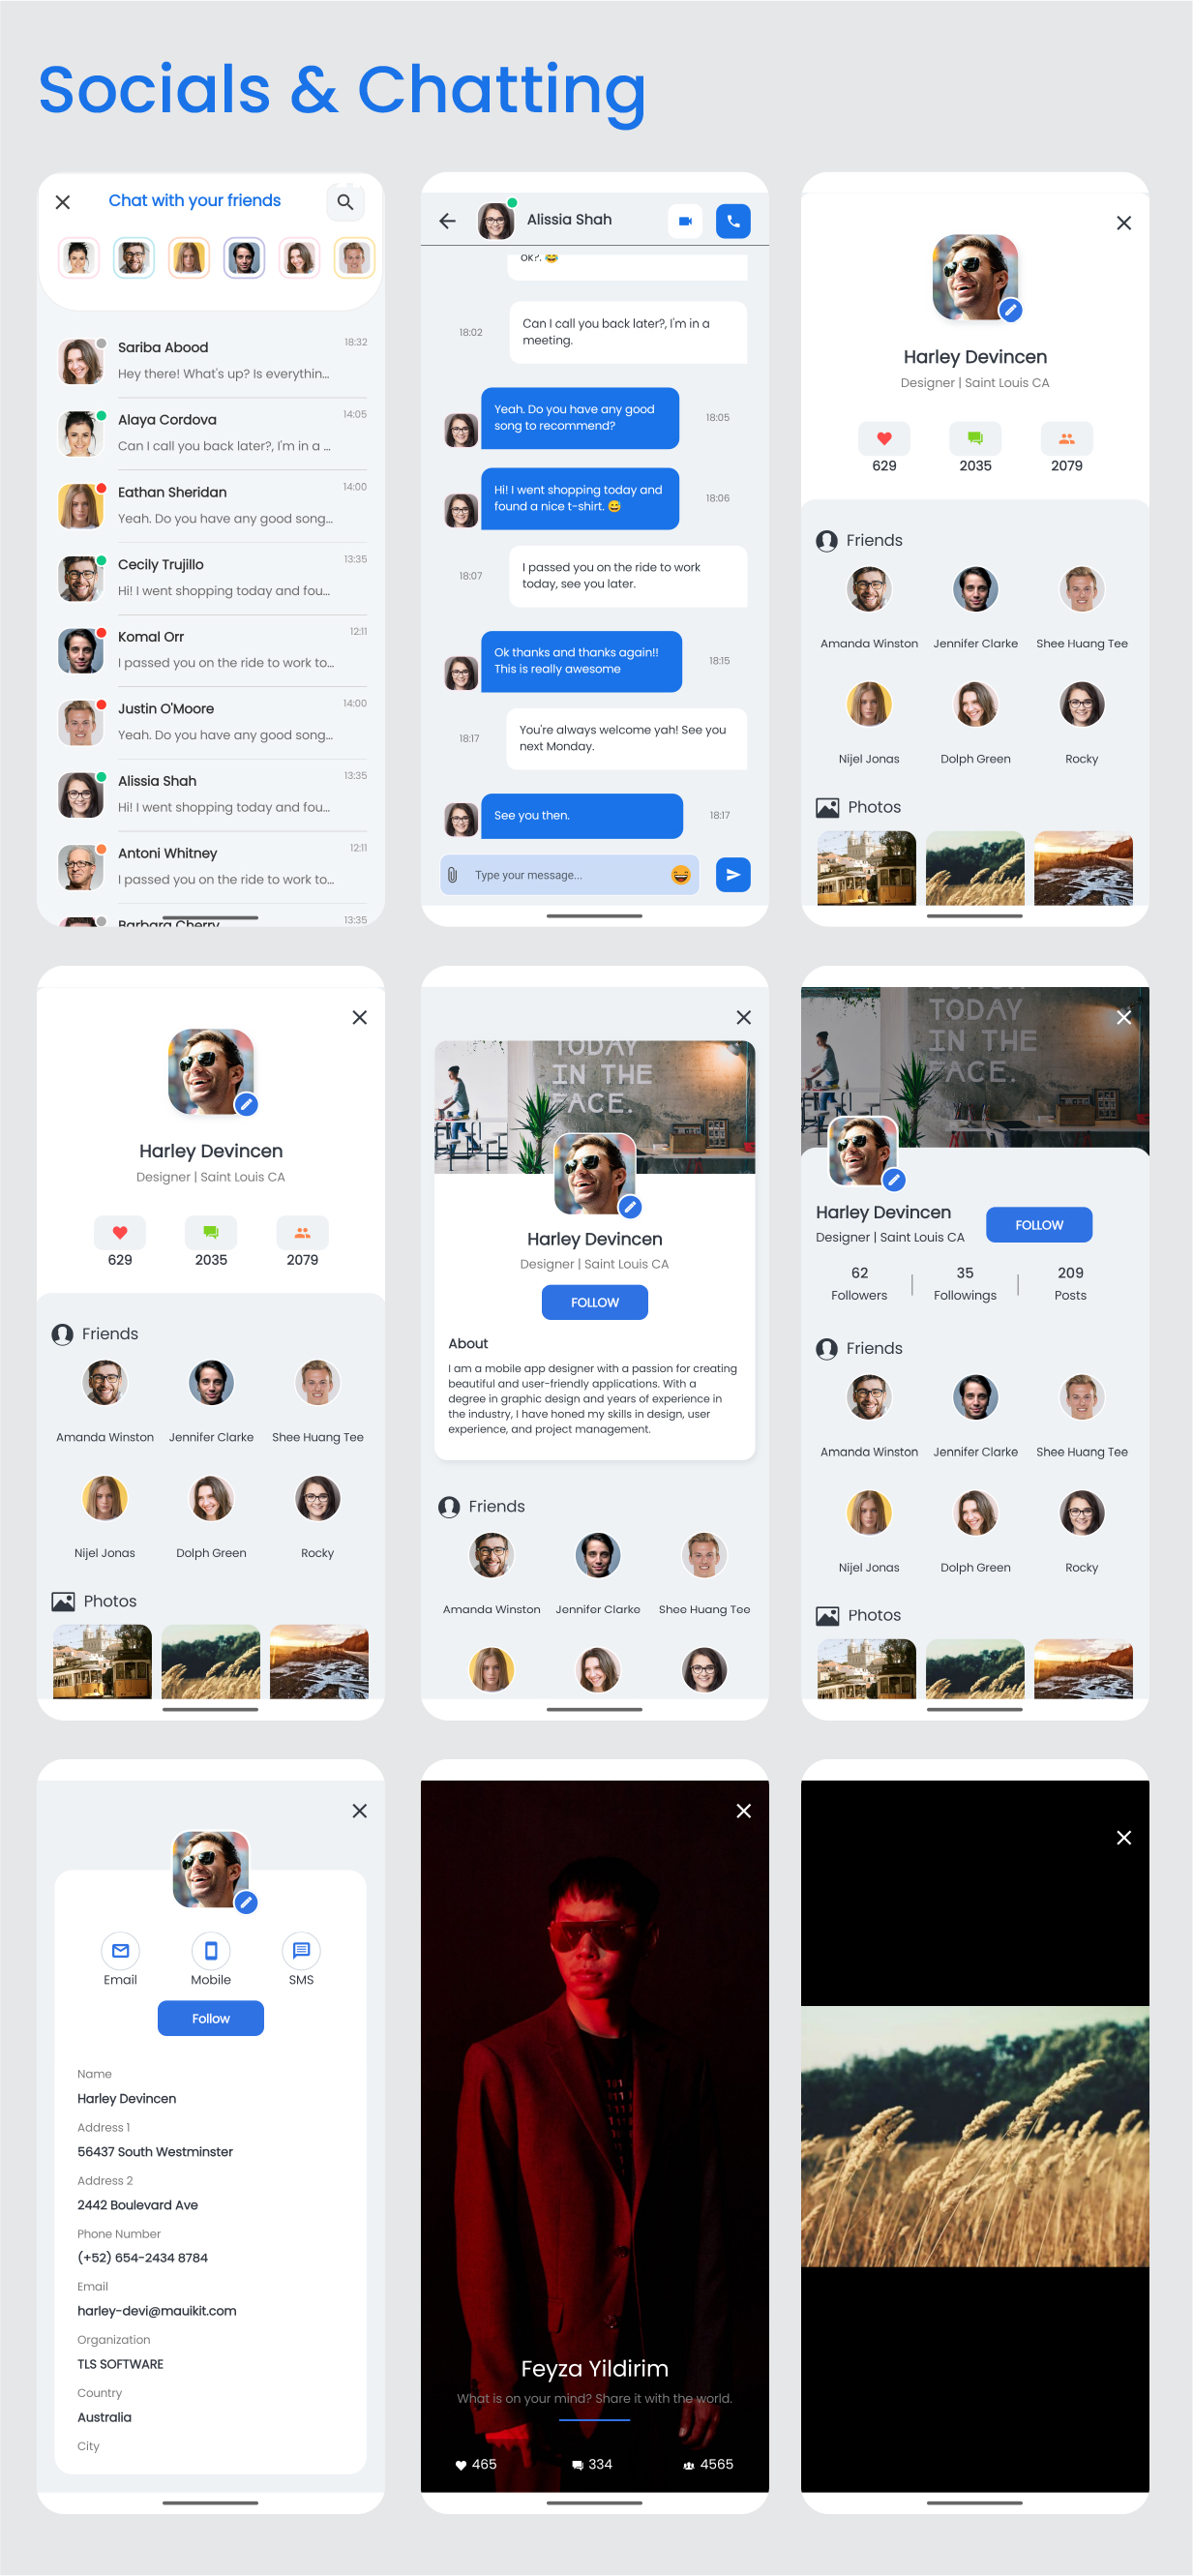 Socials & Chatting
Chat with your friends
Sariba Abood
18:32
Hey there! What's up? Is everythin...
Alaya Cordova
14:05
Can I call you back later?, I'm in a ...
Eathan Sheridan
14:00
Yeah. Do you have any good song...
Cecily Trujillo
13:35
Hi! I went shopping today and fou...
Komal Orr
12:11
I passed you on the ride to work to...
Justin O'Moore
14:00
Yeah. Do you have any good song...
Alissia Shah
13:35
Hi! I went shopping today and fou...
Antoni Whitney
12:11
I passed you on the ride to work to...
Barbara Cherry
13:35
Alissia Shah
ok?. 😂
18:02
Can I call you back later?, I'm in a
meeting.
Yeah. Do you have any good
song to recommend?
18:05
Hi! I went shopping today and
found a nice t-shirt. 😅
18:06
18:07
I passed you on the ride to work
today, see you later.
Ok thanks and thanks again!!
This is really awesome
18:15
18:17
You're always welcome yah! See you
next Monday.
See you then.
18:17
Type your message...
Harley Devincen
Designer | Saint Louis CA
629 2035 2079
Friends
Amanda Winston Jennifer Clarke Shee Huang Tee
Nijel Jonas Dolph Green Rocky
Photos
Harley Devincen
Designer | Saint Louis CA
629 2035 2079
Friends
Amanda Winston Jennifer Clarke Shee Huang Tee
Nijel Jonas Dolph Green Rocky
Photos
TODAY
IN THE
FACE.
Harley Devincen
Designer | Saint Louis CA
FOLLOW
About
I am a mobile app designer with a passion for creating
beautiful and user-friendly applications. With a
degree in graphic design and years of experience in
the industry, I have honed my skills in design, user
experience, and project management.
Friends
Amanda Winston Jennifer Clarke Shee Huang Tee
TODAY
IN THE
FACE.
Harley Devincen
Designer | Saint Louis CA
FOLLOW
62 35 209
Followers Followings Posts
Friends
Amanda Winston Jennifer Clarke Shee Huang Tee
Nijel Jonas Dolph Green Rocky
Photos
Email Mobile SMS
Follow
Name
Harley Devincen
Address 1
56437 South Westminster
Address 2
2442 Boulevard Ave
Phone Number
(+52) 654-2434 8784
Email
harley-devi@mauikit.com
Organization
TLS SOFTWARE
Country
Australia
City
Feyza Yildirim
What is on your mind? Share it with the world.
465 334 4565